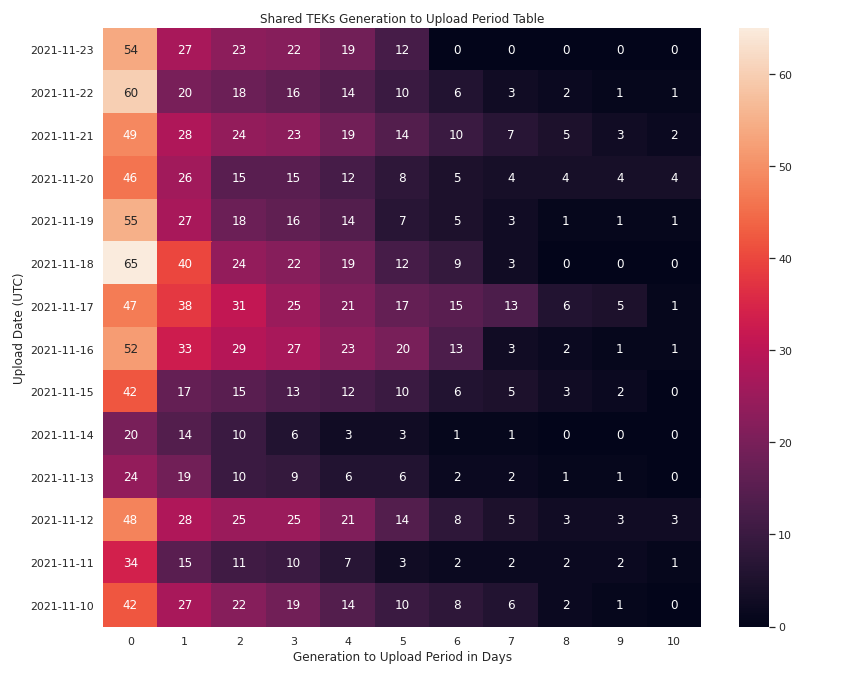 Shared TEKs Generation to Upload Period Table
Upload Date (UTC)
2021-11-23 54 27 23 22 19 12 0 0 0 0 0
2021-11-22 60 20 18 16 14 10 6 3 2 1 1
2021-11-21 49 28 24 23 19 14 10 7 5 3 2
2021-11-20 46 26 15 15 12 8 5 4 4 4 4
2021-11-19 55 27 18 16 14 7 5 3 1 1 1
2021-11-18 65 40 24 22 19 12 9 3 0 0 0
2021-11-17 47 38 31 25 21 17 15 13 6 5 1
2021-11-16 52 33 29 27 23 20 13 3 2 1 1
2021-11-15 42 17 15 13 12 10 6 5 3 2 0
2021-11-14 20 14 10 6 3 3 1 1 0 0 0
2021-11-13 24 19 10 9 6 6 2 2 1 1 0
2021-11-12 48 28 25 25 21 14 8 5 3 3 3
2021-11-11 34 15 11 10 7 3 2 2 2 2 1
2021-11-10 42 27 22 19 14 10 8 6 2 1 0
0 1 2 3 4 5 6 7 8 9 10
Generation to Upload Period in Days
60
50
40
30
20
10
0